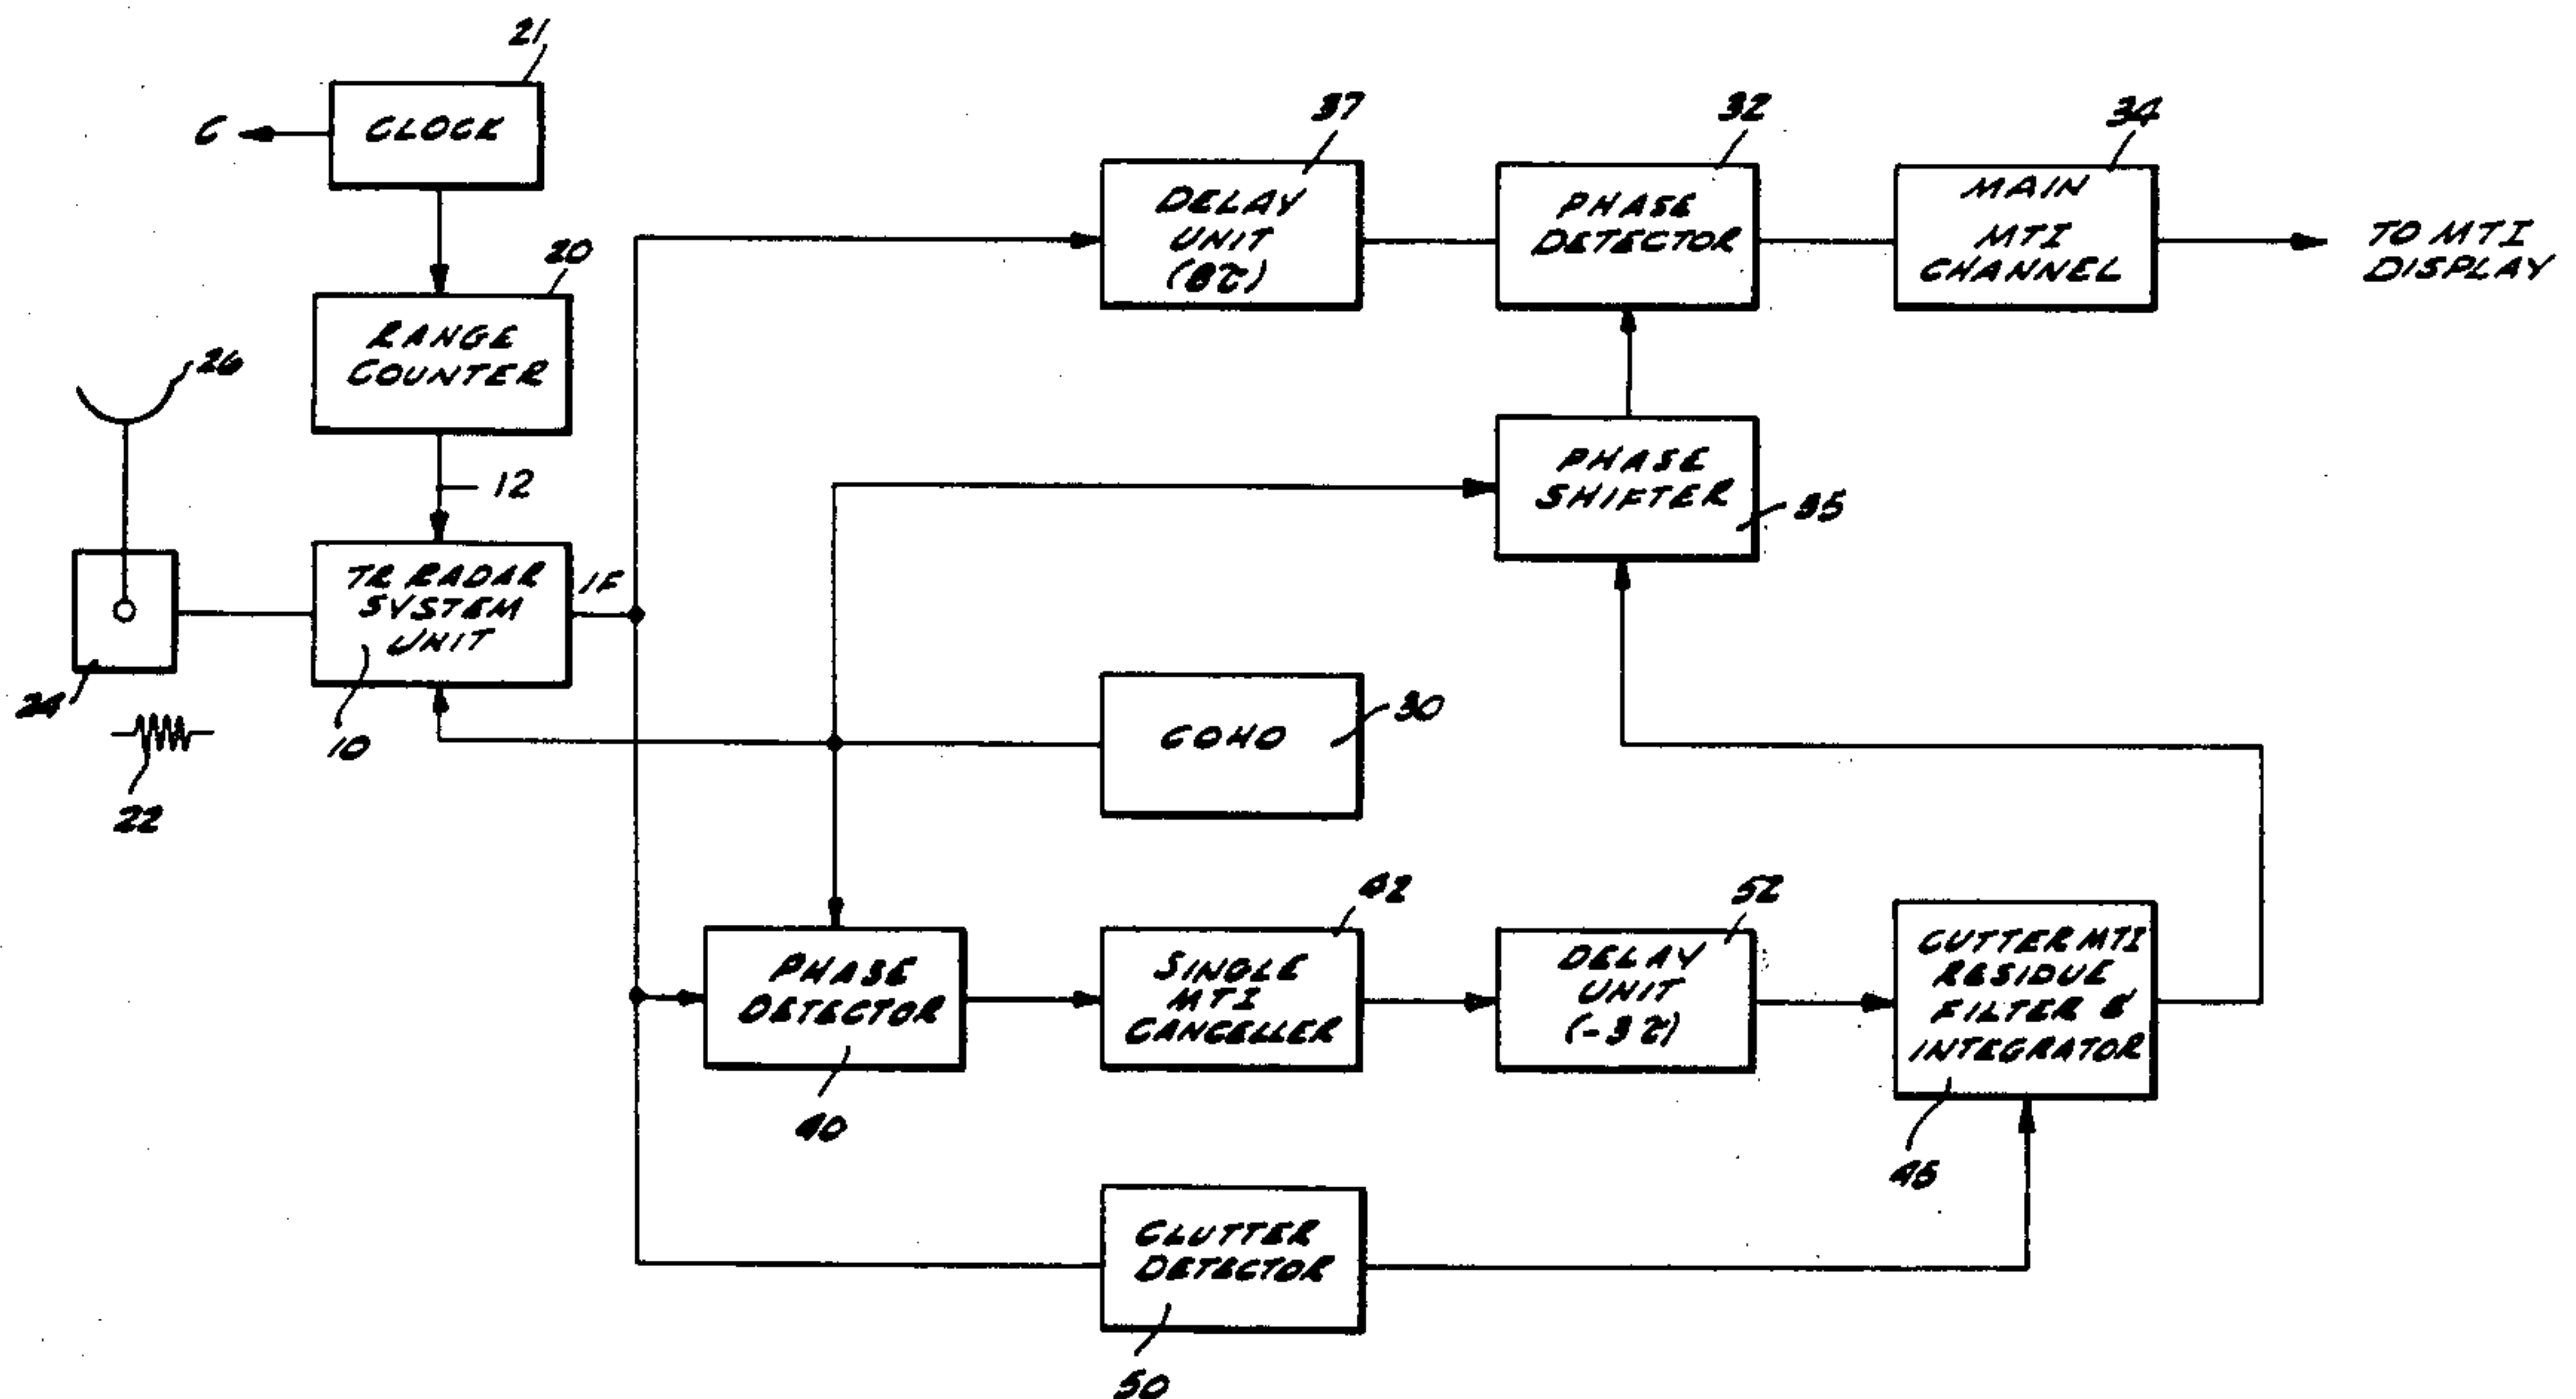 21
CLOCK
C
20
RANGE
COUNTER
12
26
24
22
TR RADAR
SYSTEM
UNIT
10
IF
37
DELAY
UNIT
(8τ)
32
PHASE
DETECTOR
34
MAIN
MTI
CHANNEL
TO MTI
DISPLAY
PHASE
SHIFTER
35
COHO
30
PHASE
DETECTOR
40
42
SINGLE
MTI
CANCELLER
52
DELAY
UNIT
(-3τ)
CUTTER MTI
RESIDUE
FILTER &
INTEGRATOR
45
CLUTTER
DETECTOR
50